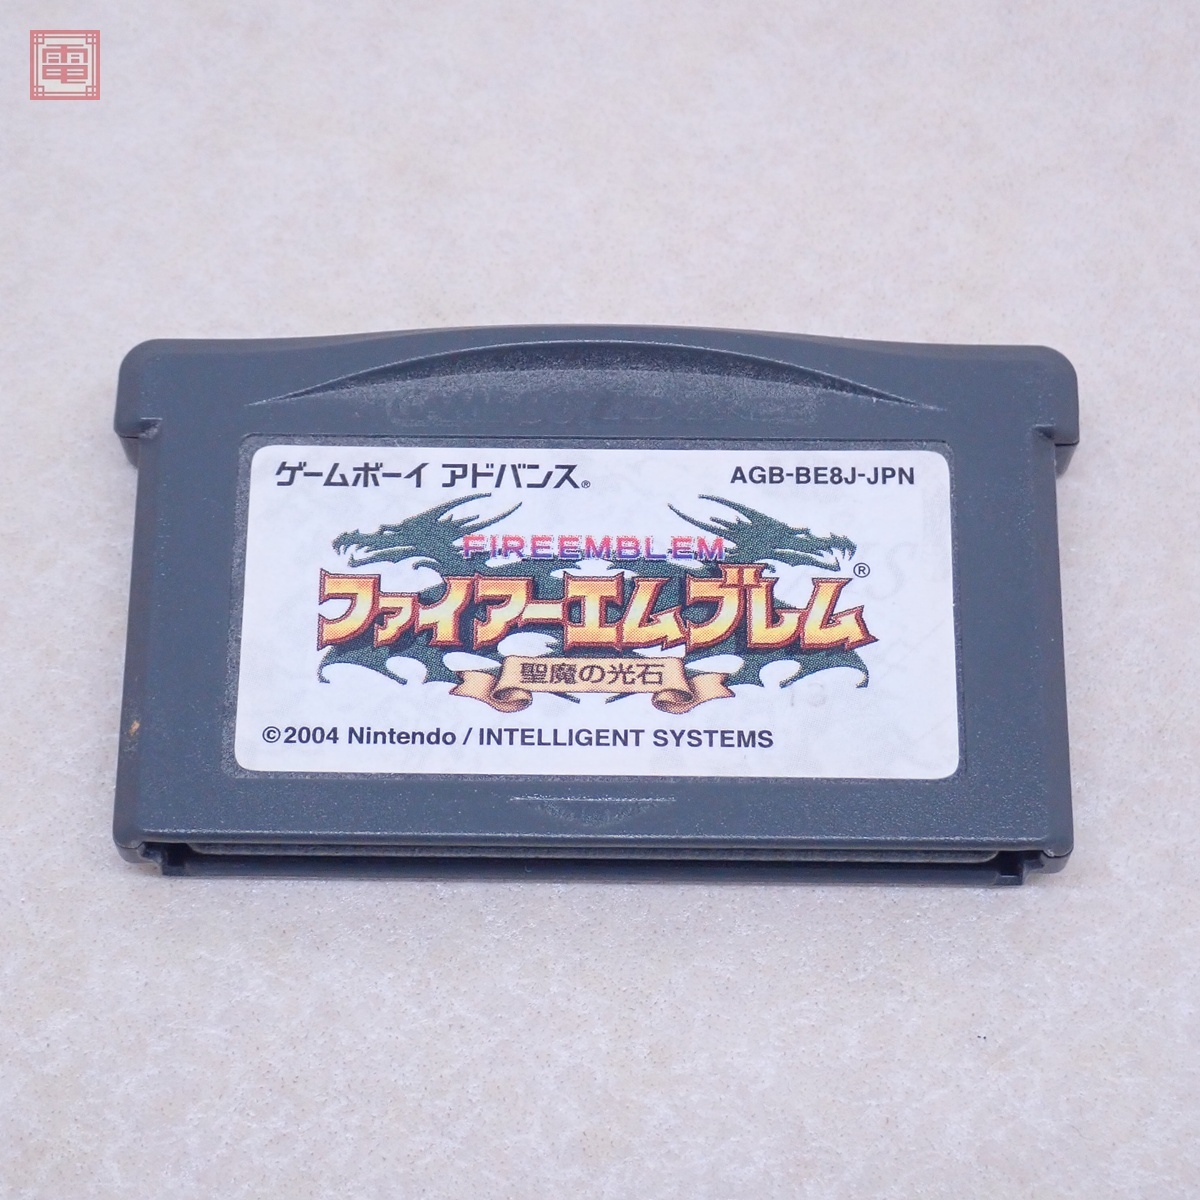 電
ゲームボーイ アドバンス®
AGB-BE8J-JPN
FIREEMBLEM
ファイアーエムブレム®
聖魔の光石
©2004 Nintendo / INTELLIGENT SYSTEMS